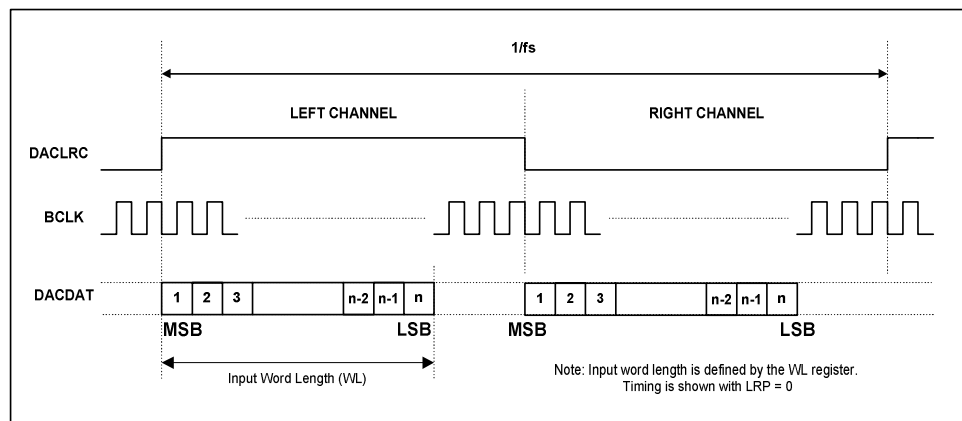 1/fs
LEFT CHANNEL
RIGHT CHANNEL
DACLRC
BCLK
DACDAT
1 2 3 n-2 n-1 n
1 2 3 n-2 n-1 n
MSB
LSB
MSB
LSB
Input Word Length (WL)
Note: Input word length is defined by the WL register.
Timing is shown with LRP = 0